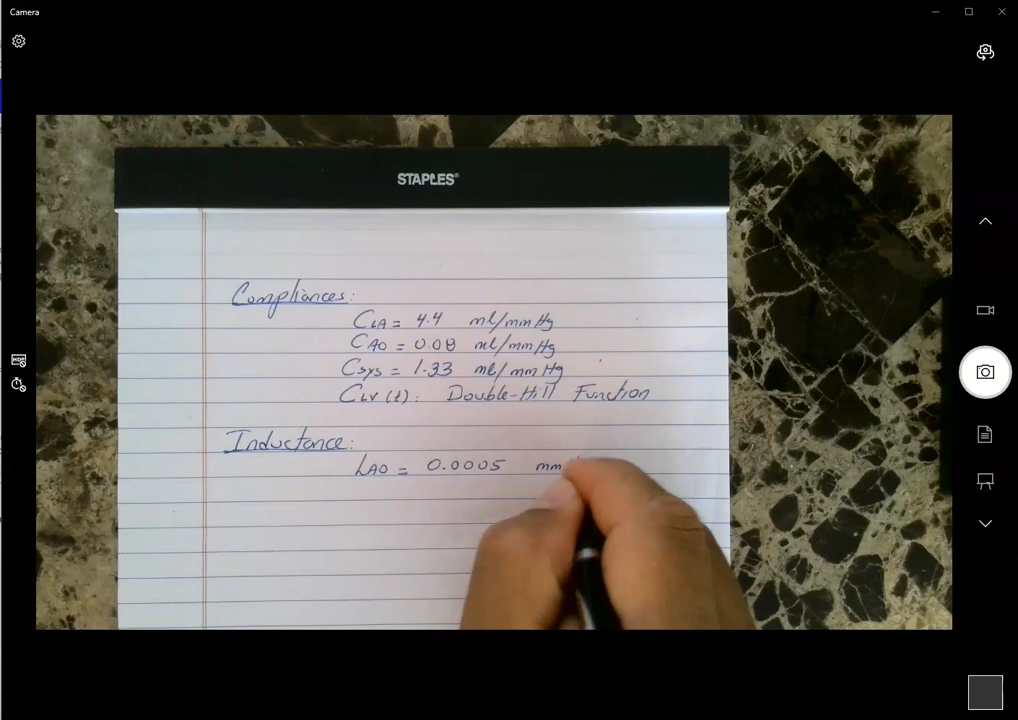 Camera
STAPLES®
Compliances:
CLA = 4.4 ml/mmHg
CAO = 0.08 ml/mmHg
Csys = 1.33 ml/mmHg
CLV (t): Double-Hill Function
Inductance:
LAO = 0.0005 mm